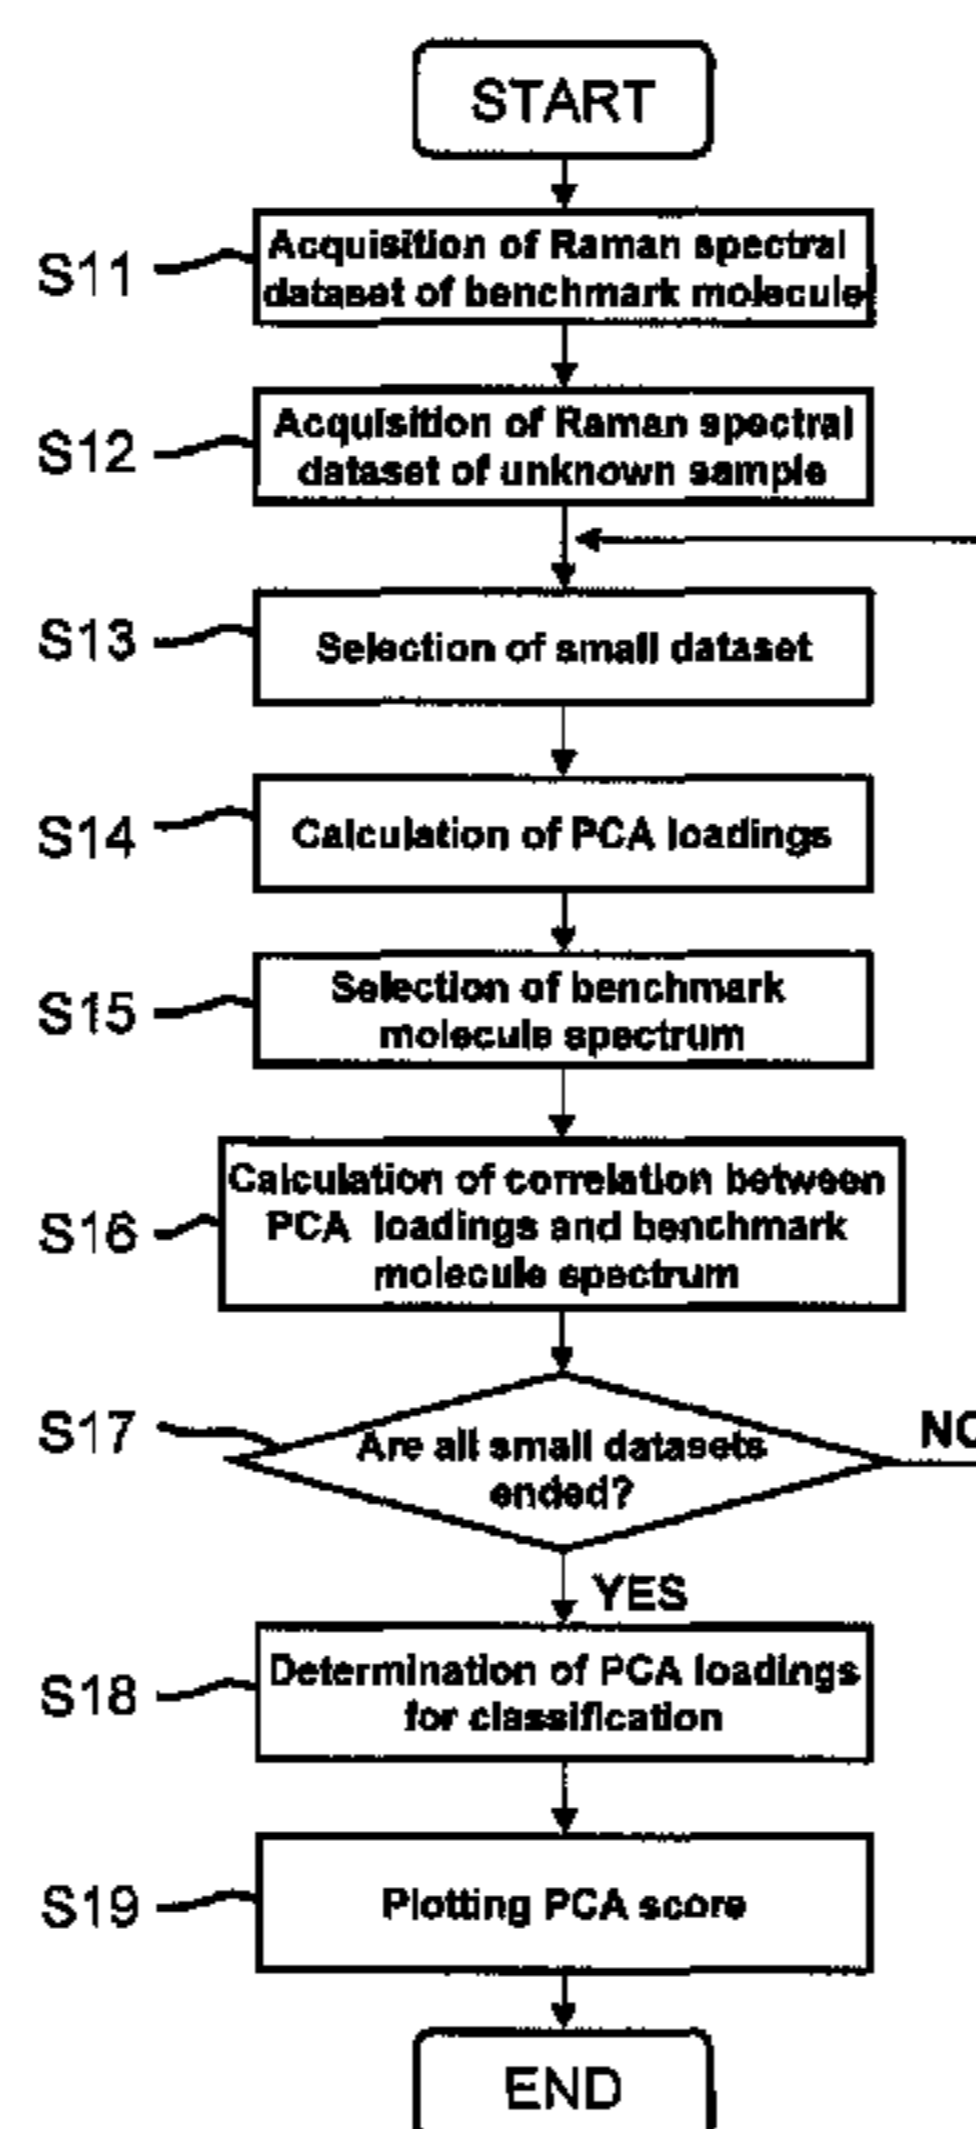 START
S11
Acquisition of Raman spectral
dataset of benchmark molecule
S12
Acquisition of Raman spectral
dataset of unknown sample
S13
Selection of small dataset
S14
Calculation of PCA loadings
S15
Selection of benchmark
molecule spectrum
S16
Calculation of correlation between
PCA loadings and benchmark
molecule spectrum
S17
Are all small datasets
ended?
NO
YES
S18
Determination of PCA loadings
for classification
S19
Plotting PCA score
END